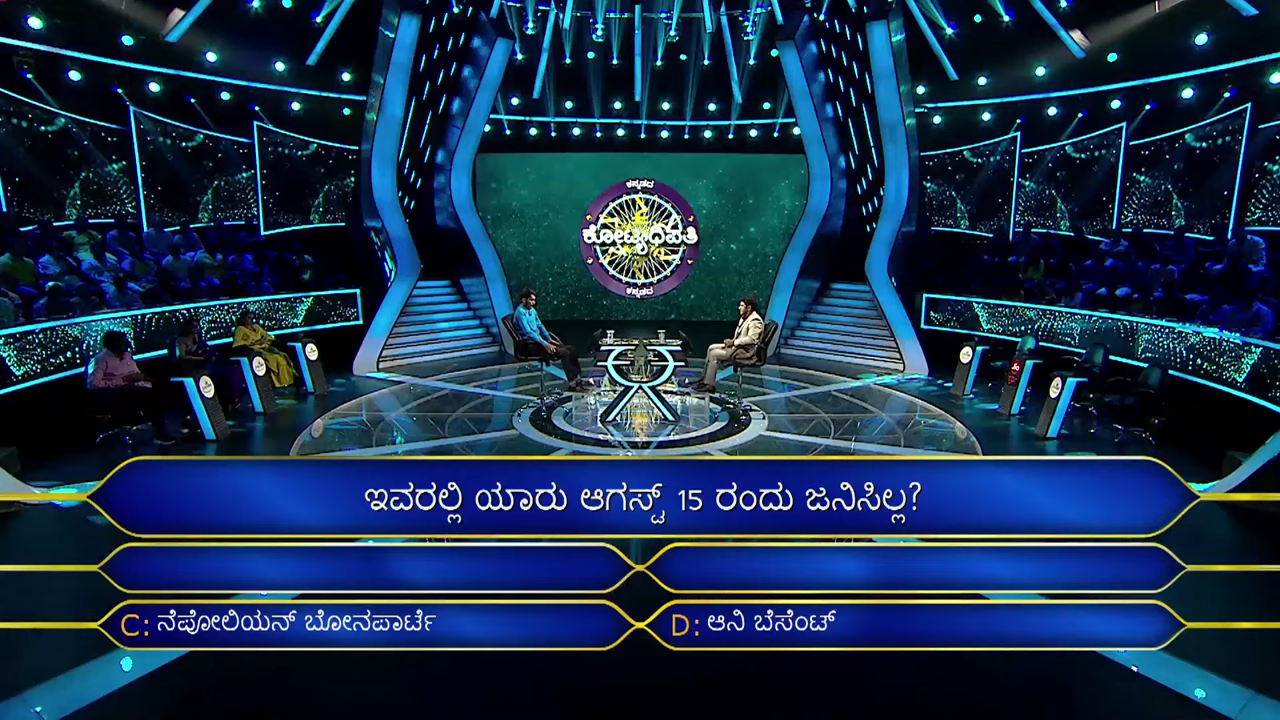 ಕನ್ನಡದ
ಕೋಟ್ಯಧಿಪತಿ
ಕನ್ನಡದ
ಇವರಲ್ಲಿ ಯಾರು ಆಗಸ್ಟ್ 15 ರಂದು ಜನಿಸಿಲ್ಲ?
C: ನೆಪೋಲಿಯನ್ ಬೋನಪಾರ್ಟೆ
D: ಆನಿ ಬೆಸೆಂಟ್